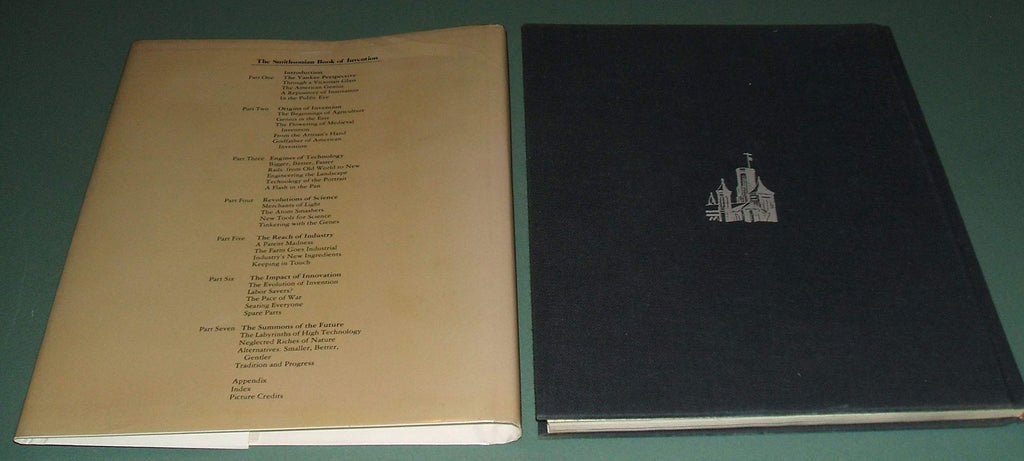 The Smithsonian Book of Invention
Introduction
Part One The Yankee Perspective
Through a Victorian Glass
The American Genius
A Repository of Innovation
In the Public Eye
Part Two Origins of Invention
The Beginnings of Agriculture
Genius in the East
The Flowering of Medieval
Invention
From the Artisan's Hand
Godfather of American
Invention
Part Three Engines of Technology
Bigger, Better, Faster
Rails: from Old World to New
Engineering the Landscape
Technology of the Portrait
A Flash in the Pan
Part Four Revolutions of Science
Merchants of Light
The Atom Smashers
New Tools for Science
Tinkering with the Genes
Part Five The Reach of Industry
A Patent Madness
The Farm Goes Industrial
Industry's New Ingredients
Keeping in Touch
Part Six The Impact of Innovation
The Evolution of Invention
Labor Savers?
The Pace of War
Seating Everyone
Spare Parts
Part Seven The Summons of the Future
The Labyrinths of High Technology
Neglected Riches of Nature
Alternatives: Smaller, Better,
Gentler
Tradition and Progress
Appendix
Index
Picture Credits